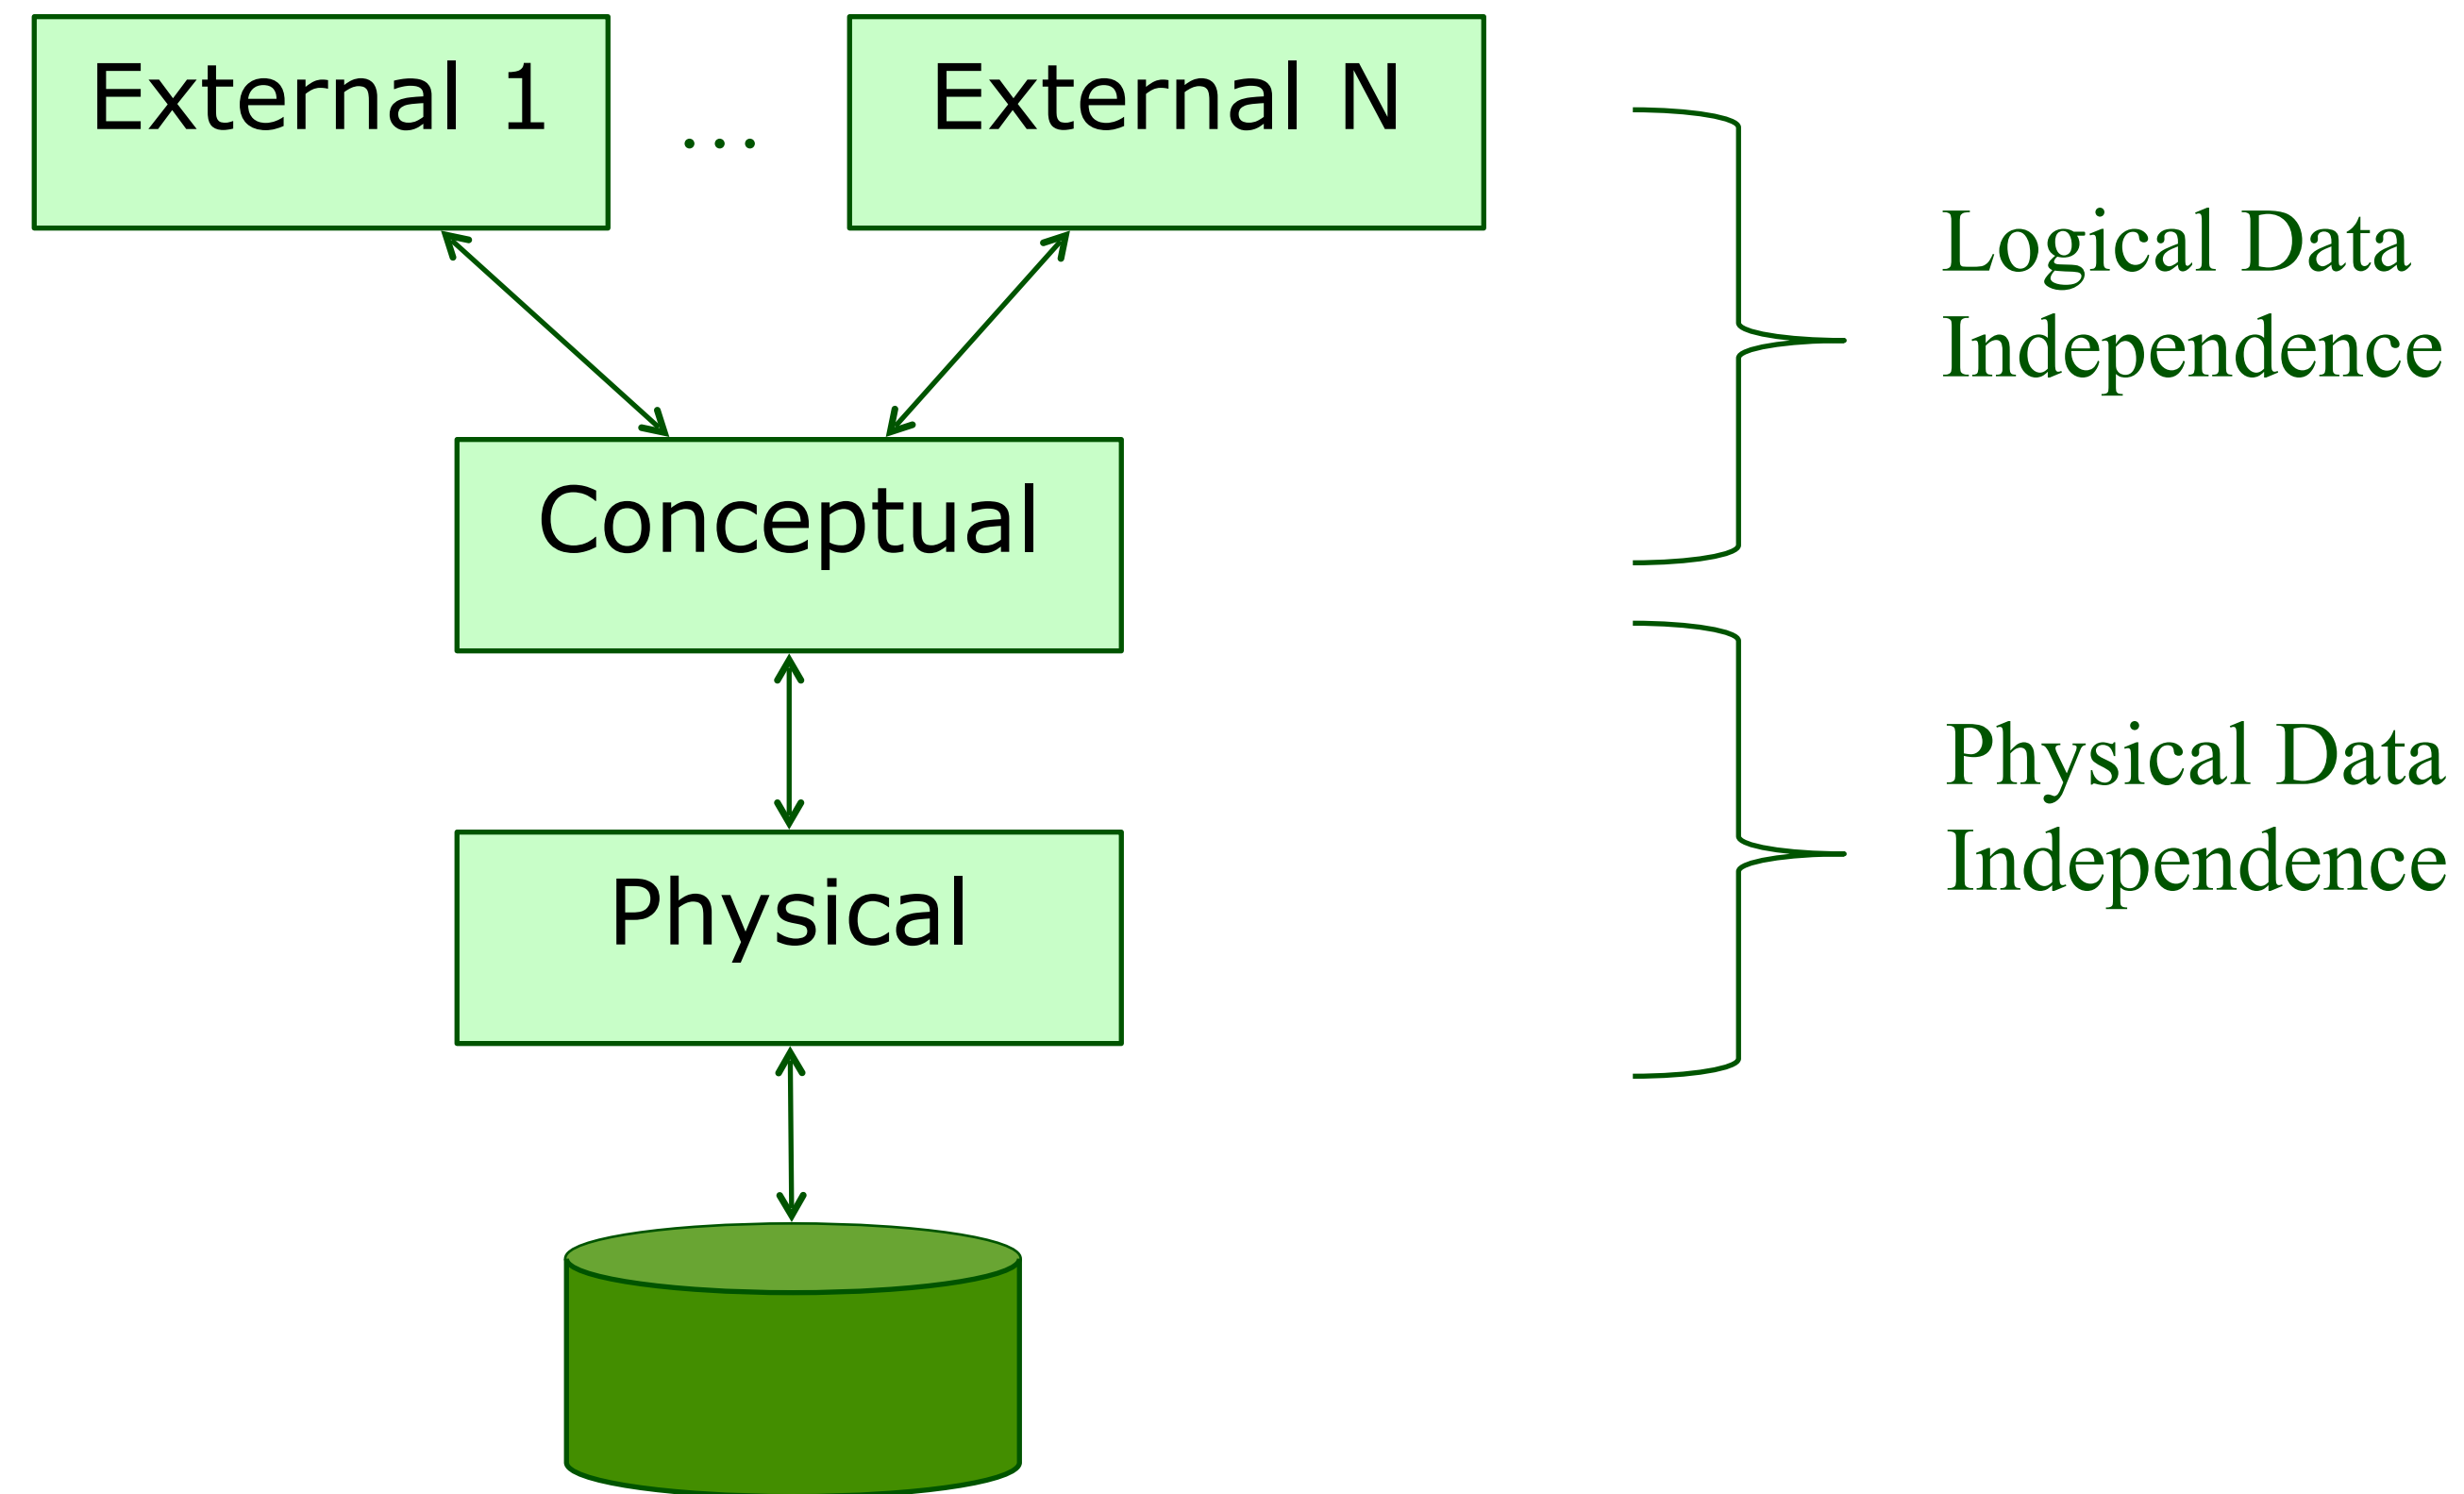 External 1
...
External N
Logical Data
Independence
Conceptual
Physical Data
Independence
Physical